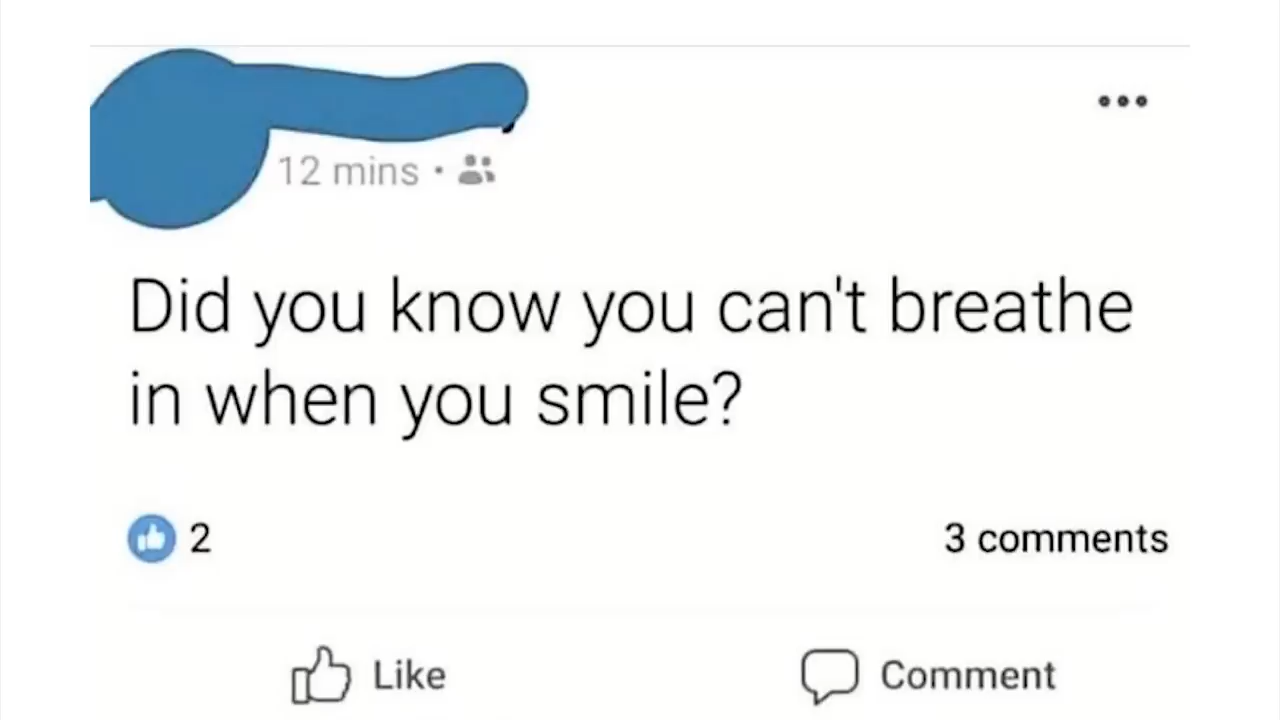 12 mins ·
Did you know you can't breathe
in when you smile?
2 3 comments
Like Comment